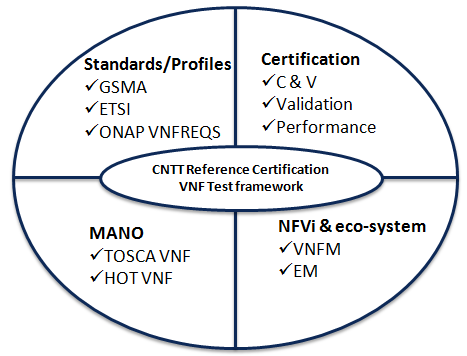 Standards/Profiles
✓GSMA
✓ETSI
✓ONAP VNFREQS
Certification
✓C & V
✓Validation
✓Performance
CNTT Reference Certification
VNF Test framework
MANO
✓TOSCA VNF
✓HOT VNF
NFVi & eco-system
✓VNFM
✓EM